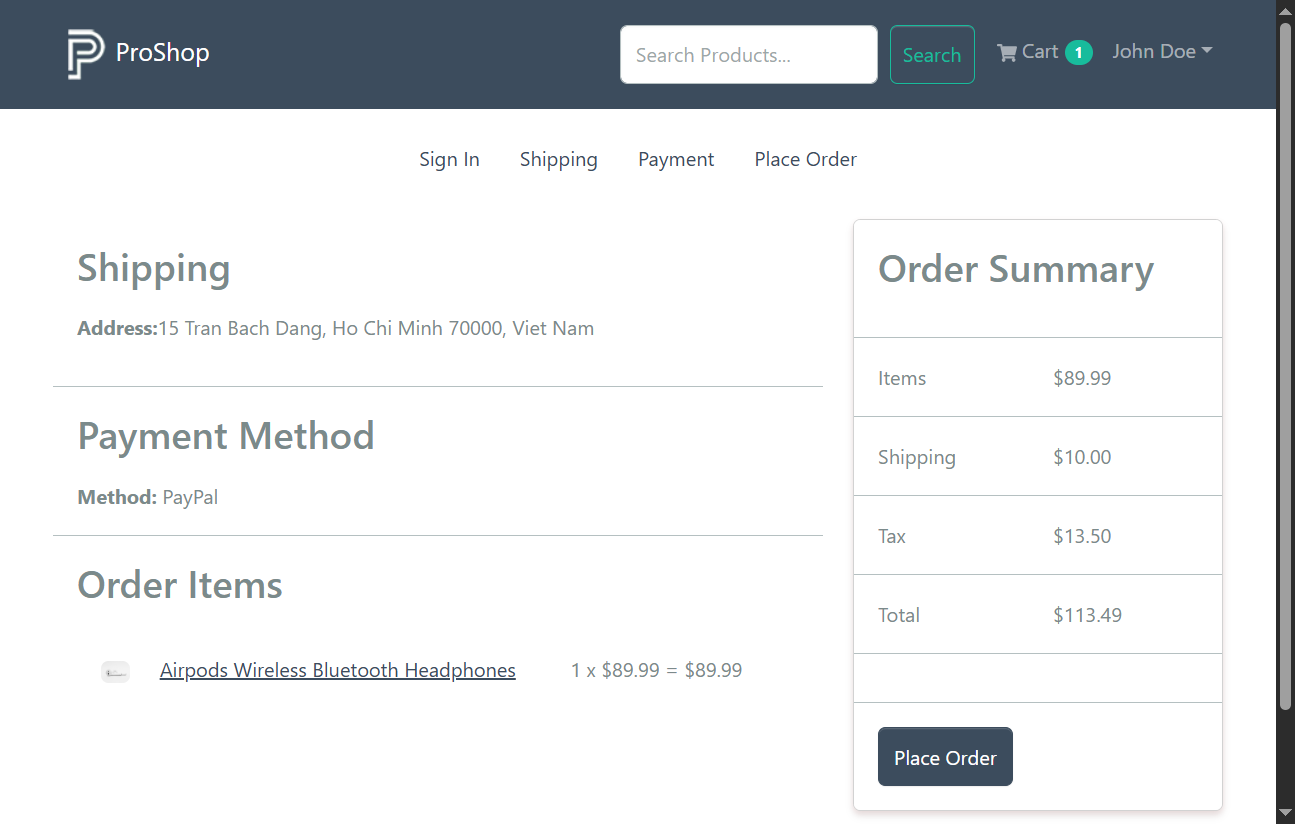 ProShop
Search Products...
Search
Cart 1
John Doe
Sign In
Shipping
Payment
Place Order
Shipping
Address:15 Tran Bach Dang, Ho Chi Minh 70000, Viet Nam
Payment Method
Method: PayPal
Order Items
Airpods Wireless Bluetooth Headphones 1 x $89.99 = $89.99
Order Summary
Items $89.99
Shipping $10.00
Tax $13.50
Total $113.49
Place Order